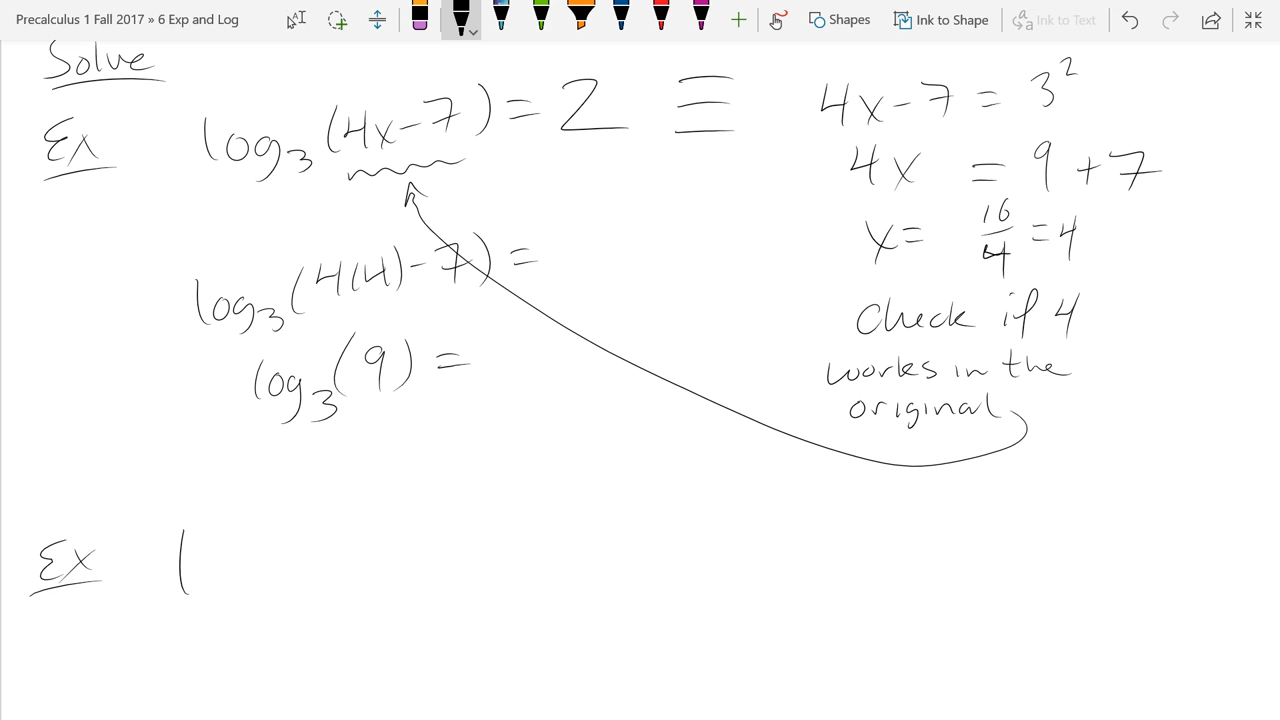 Precalculus 1 Fall 2017 » 6 Exp and Log
Shapes
Ink to Shape
Ink to Text
Solve
Ex log₃(4x-7) = 2 ≡ 4x-7 = 3²
4x = 9 + 7
x = 16/4 = 4
log₃(4(4)-7) =
Check if 4
log₃(9) =
works in the
original
Ex (